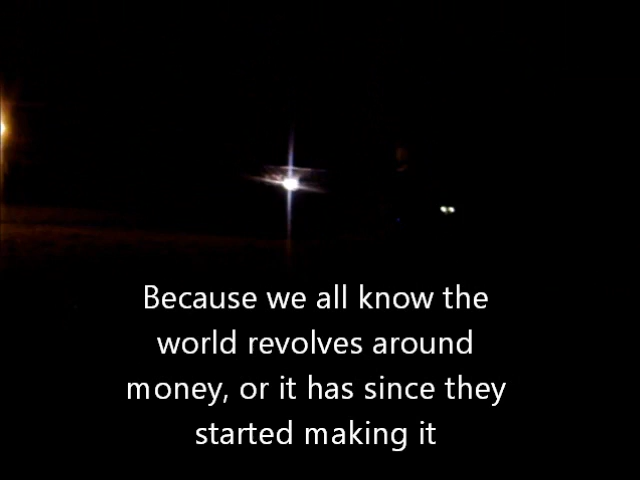 Because we all know the
world revolves around
money, or it has since they
started making it